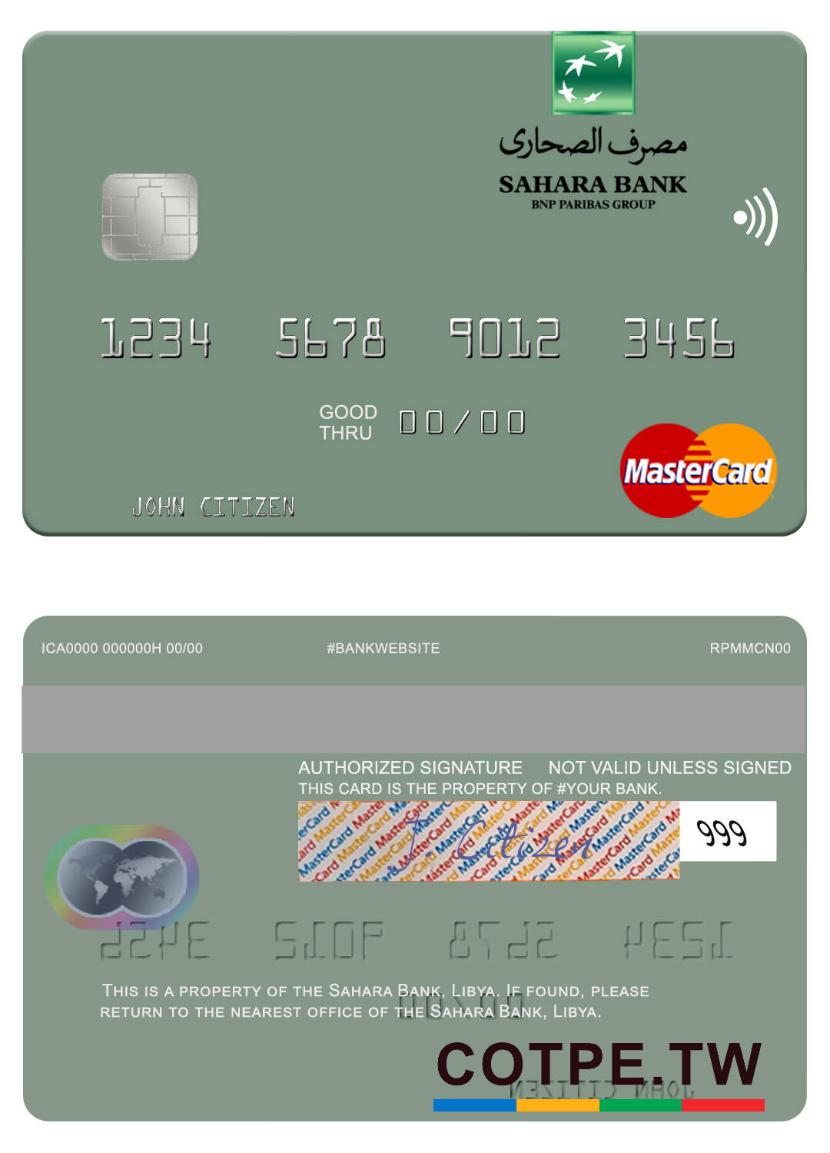 مصرف الصحارى
SAHARA BANK
BNP PARIBAS GROUP
1234 5678 9012 3456
GOOD THRU 00/00
JOHN CITIZEN
MasterCard
ICA0000 000000H 00/00 #BANKWEBSITE RPMMCN00
AUTHORIZED SIGNATURE NOT VALID UNLESS SIGNED
THIS CARD IS THE PROPERTY OF #YOUR BANK.
J. Citizen 999
THIS IS A PROPERTY OF THE SAHARA BANK, LIBYA. IF FOUND, PLEASE
RETURN TO THE NEAREST OFFICE OF THE SAHARA BANK, LIBYA.
COTPE.TW